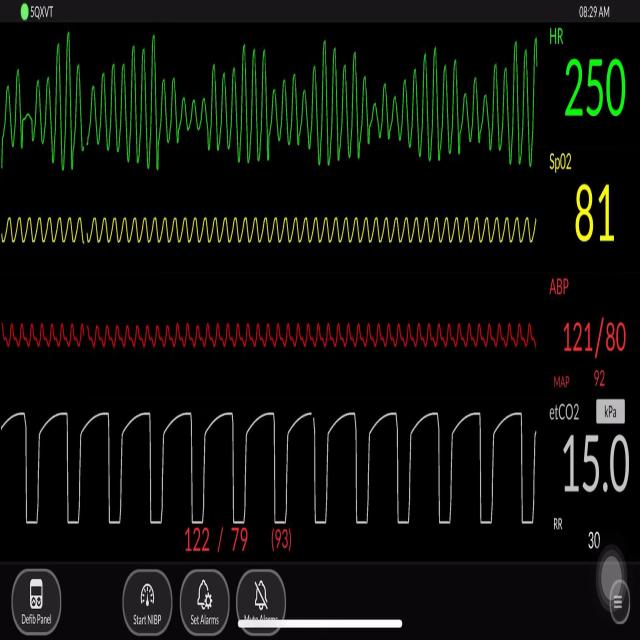 5QXVT 08:29 AM
HR
250
SpO2
81
ABP
121/80
MAP 92
etCO2 kPa
15.0
RR
30
122 / 79 (93)
Defib Panel Start NIBP Set Alarms Mute Alarms